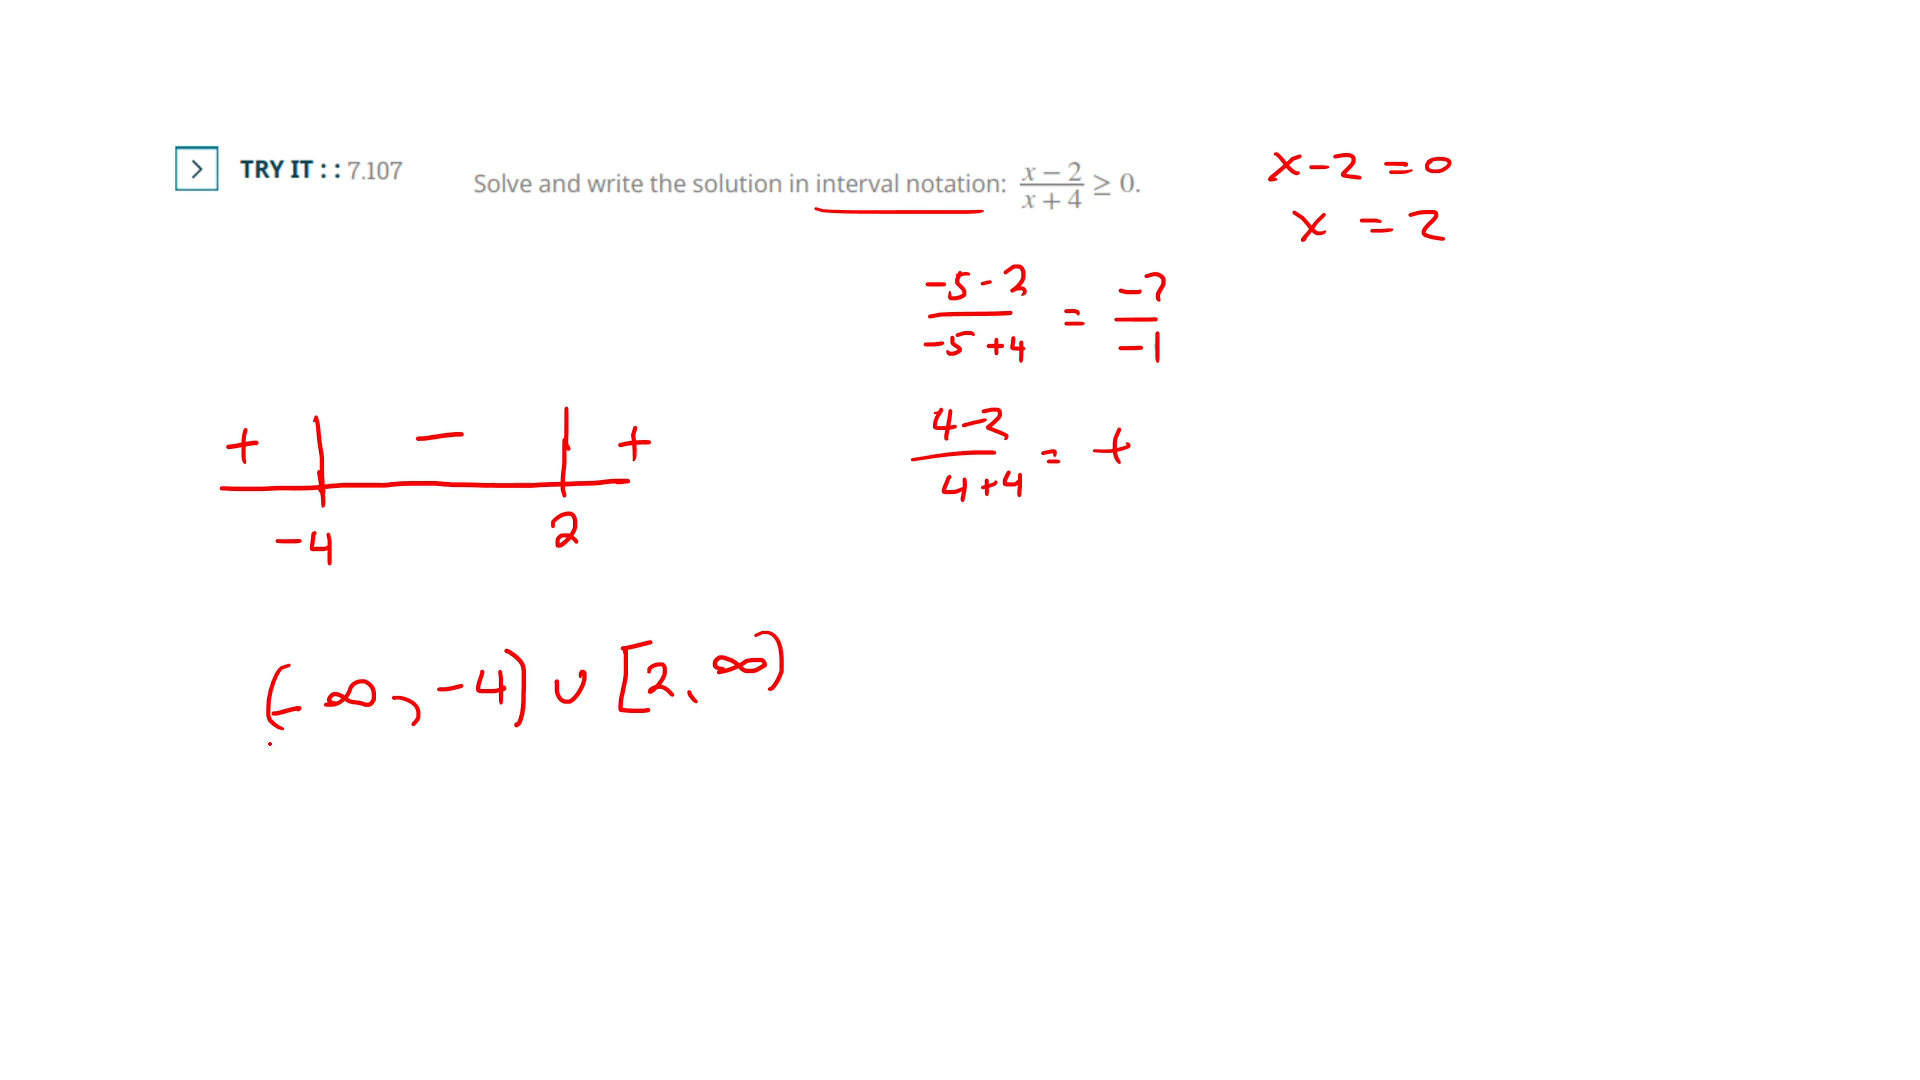 > TRY IT : : 7.107 Solve and write the solution in interval notation: (x − 2)/(x + 4) ≥ 0.
x-2 = 0
x = 2
(-5-2)/(-5+4) = (-7)/(-1)
(4-2)/(4+4) = +
+ | − | +
-4 2
(-∞, -4) ∪ [2, ∞)